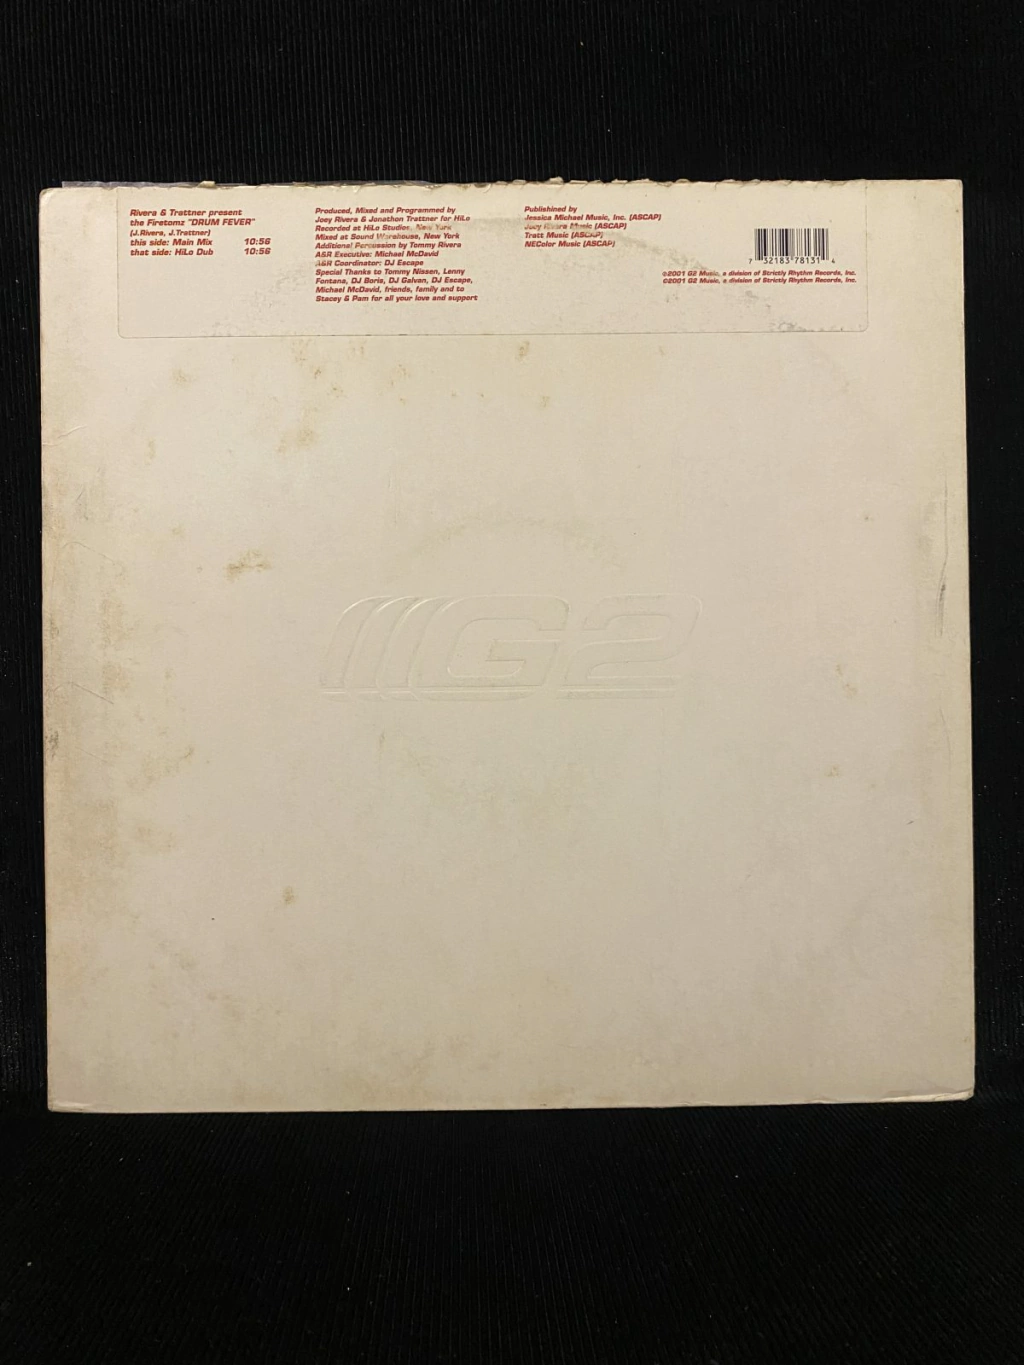 Rivera & Trattner present
the Firetomz "DRUM FEVER"
(J.Rivera, J.Trattner)
this side: Main Mix 10:56
that side: HiLo Dub 10:56
Produced, Mixed and Programmed by
Joey Rivera & Jonathon Trattner for HiLo
Recorded at HiLo Studios, New York
Mixed at Sound Warehouse, New York
Additional Percussion by Tommy Rivera
A&R Executive: Michael McDavid
A&R Coordinator: DJ Escape
Special Thanks to Tommy Nissen, Lenny
Fontana, DJ Boris, DJ Galvan, DJ Escape,
Michael McDavid, friends, family and to
Stacey & Pam for all your love and support
Publishined by
Jessica Michael Music, Inc. (ASCAP)
Joey Rivera Music (ASCAP)
Tratt Music (ASCAP)
NEColor Music (ASCAP)
7 32183 78131 4
℗2001 G2 Music, a division of Strictly Rhythm Records, Inc.
©2001 G2 Music, a division of Strictly Rhythm Records, Inc.
G2